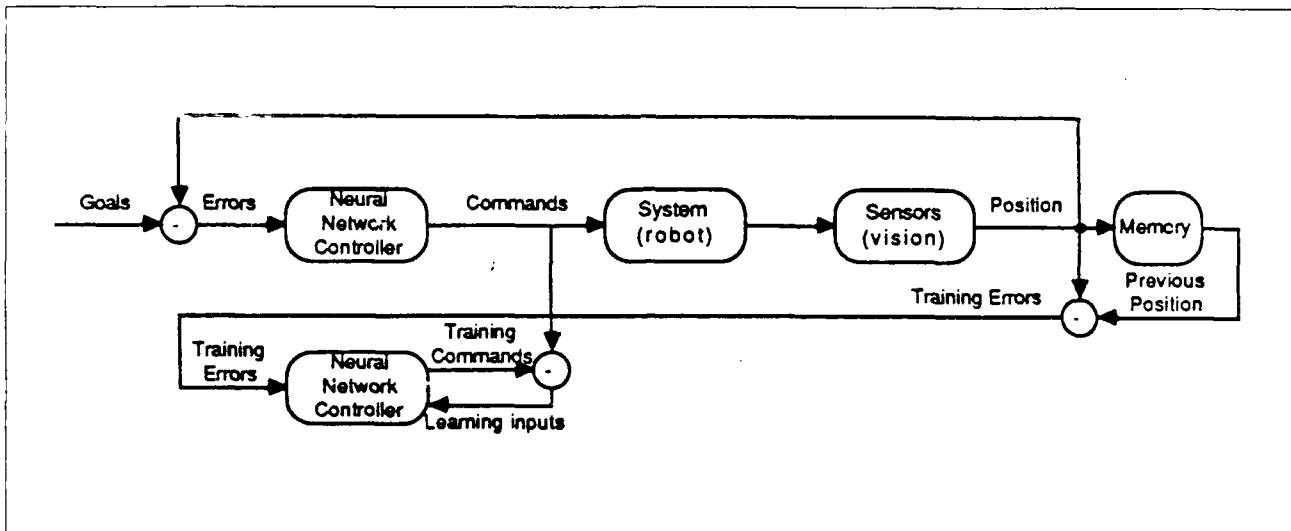 Goals
Errors
Neural
Network
Controller
Commands
System
(robot)
Sensors
(vision)
Position
Memory
Previous
Position
Training Errors
Training
Errors
Neural
Network
Controller
Training
Commands
Learning inputs
-
-
-